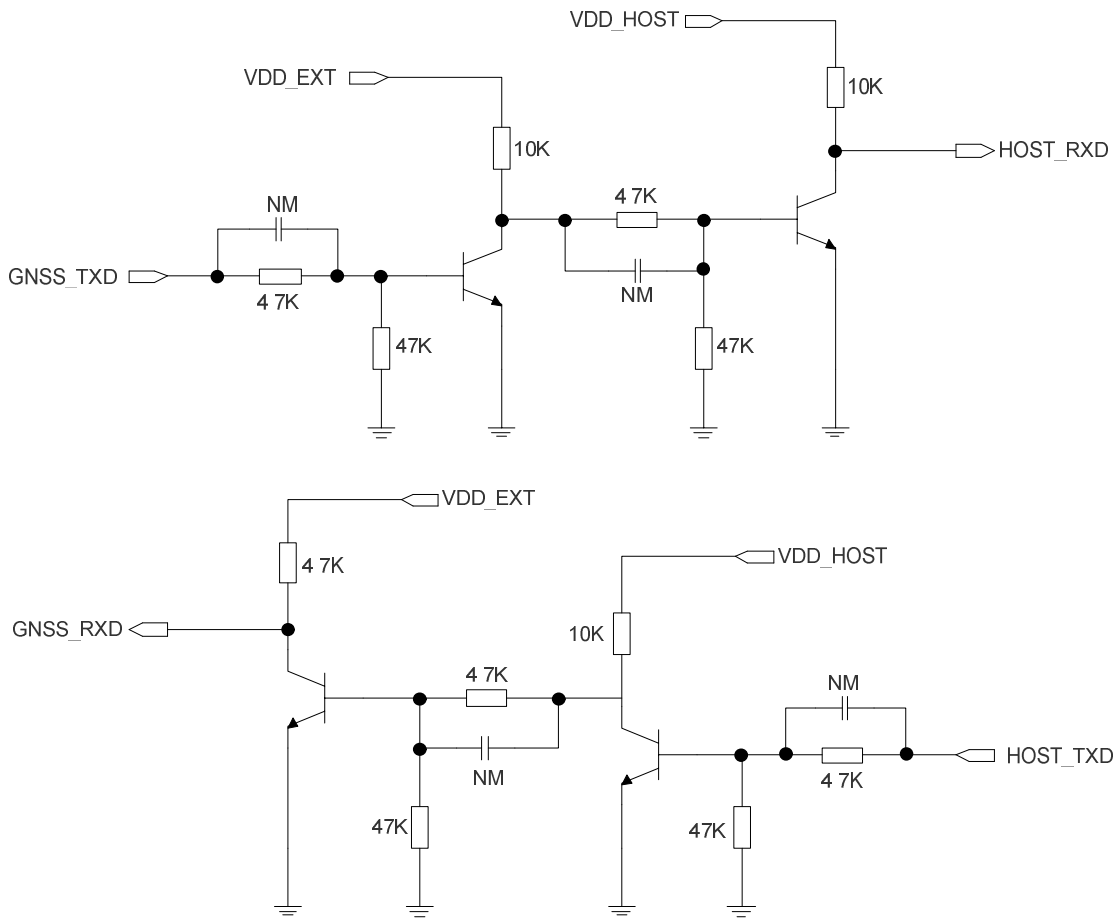 VDD_HOST
VDD_EXT
10K
10K
HOST_RXD
4 7K
NM
GNSS_TXD
4 7K
NM
47K
47K
VDD_EXT
VDD_HOST
4 7K
GNSS_RXD
10K
4 7K
NM
HOST_TXD
NM
4 7K
47K
47K